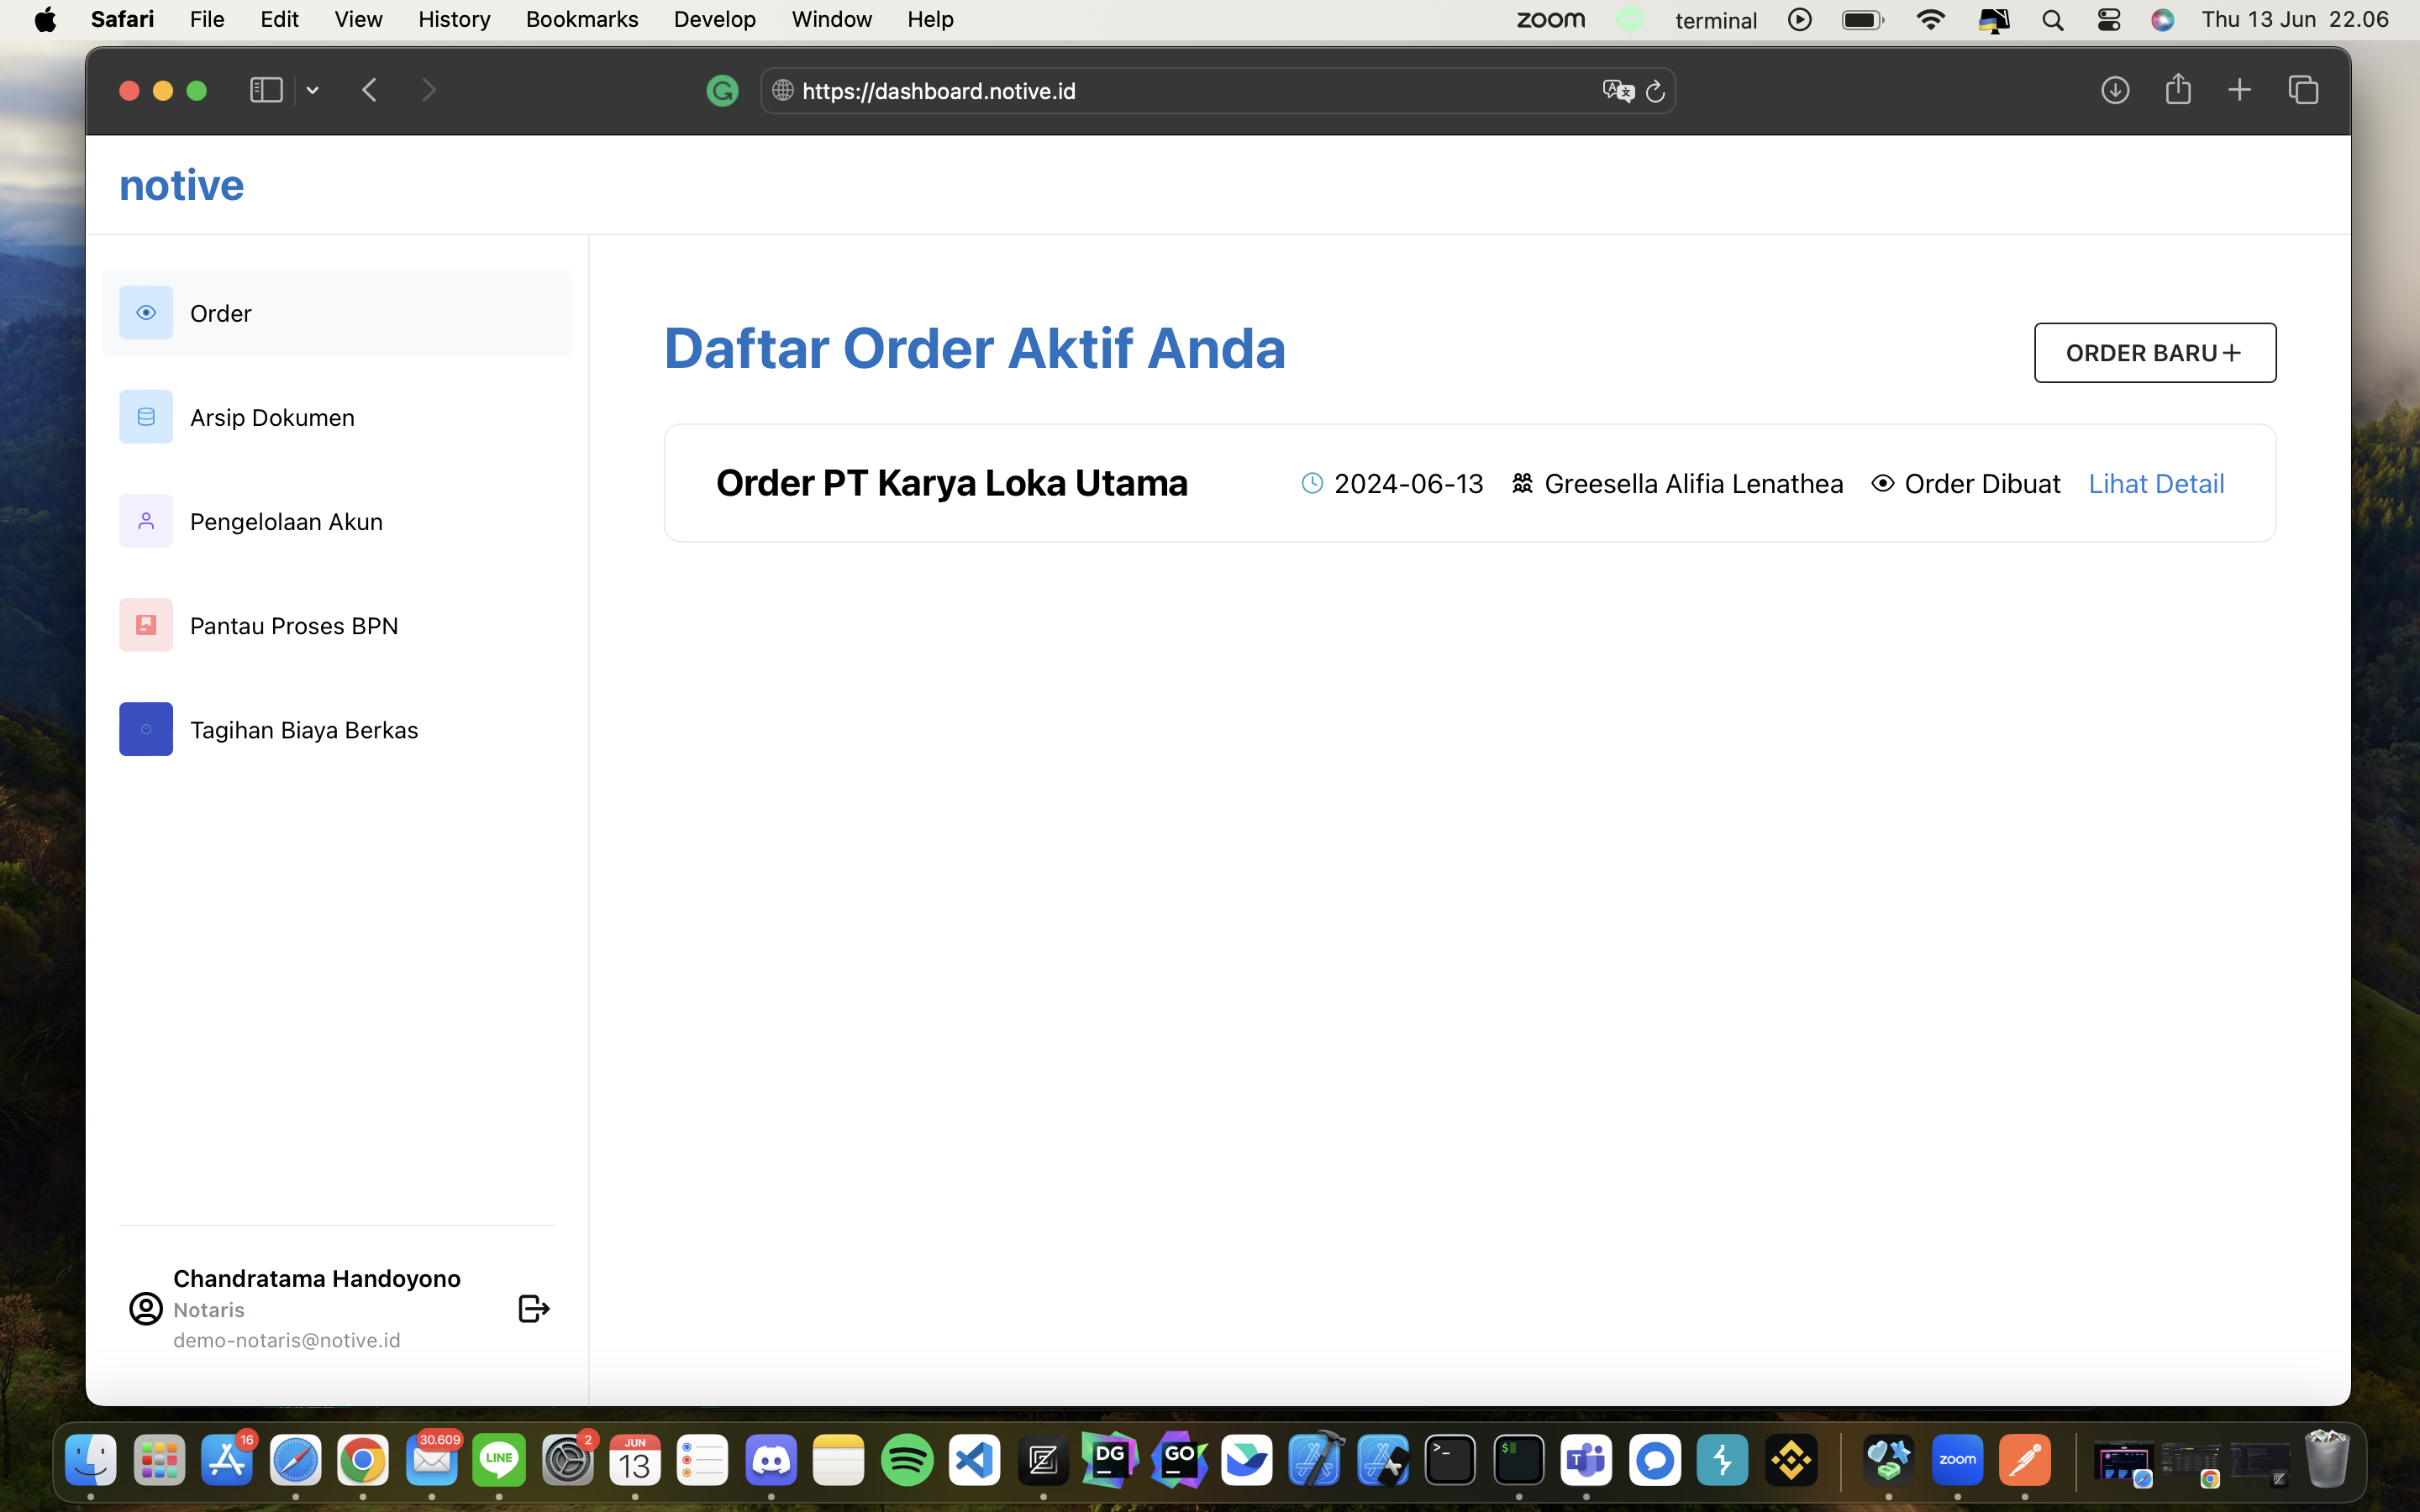 Safari File Edit View History Bookmarks Develop Window Help zoom terminal Thu 13 Jun 22.06
https://dashboard.notive.id
notive
Order
Arsip Dokumen
Pengelolaan Akun
Pantau Proses BPN
Tagihan Biaya Berkas
Daftar Order Aktif Anda
ORDER BARU+
Order PT Karya Loka Utama 2024-06-13 Greesella Alifia Lenathea Order Dibuat Lihat Detail
Chandratama Handoyono
Notaris
demo-notaris@notive.id
16 30.609 LINE 2 JUN 13 DG GO >_ $ T zoom